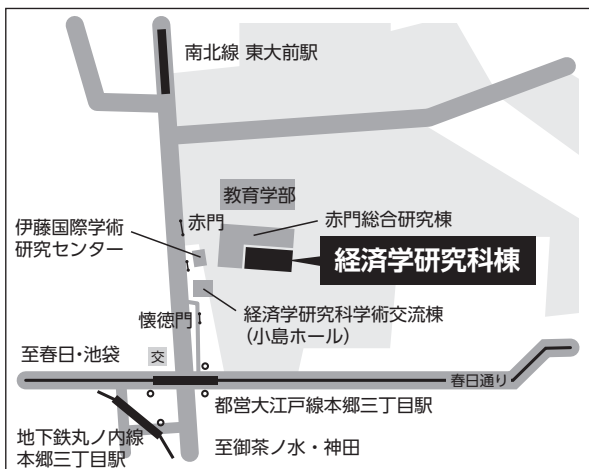 南北線 東大前駅
教育学部
赤門
赤門総合研究棟
伊藤国際学術
研究センター
経済学研究科棟
経済学研究科学術交流棟
(小島ホール)
懐徳門
至春日・池袋
交
春日通り
都営大江戸線本郷三丁目駅
地下鉄丸ノ内線
本郷三丁目駅
至御茶ノ水・神田